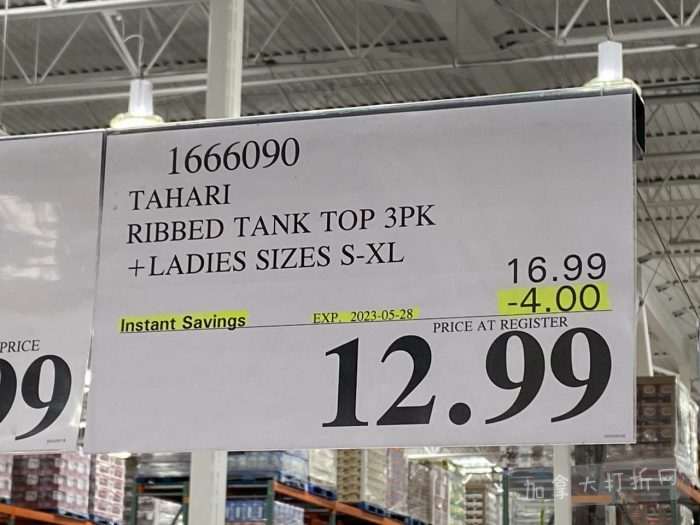 1666090
TAHARI
RIBBED TANK TOP 3PK
+LADIES SIZES S-XL
16.99
-4.00
Instant Savings
EXP. 2023-05-28
PRICE AT REGISTER
12.99
PRICE
99
加拿大打折网